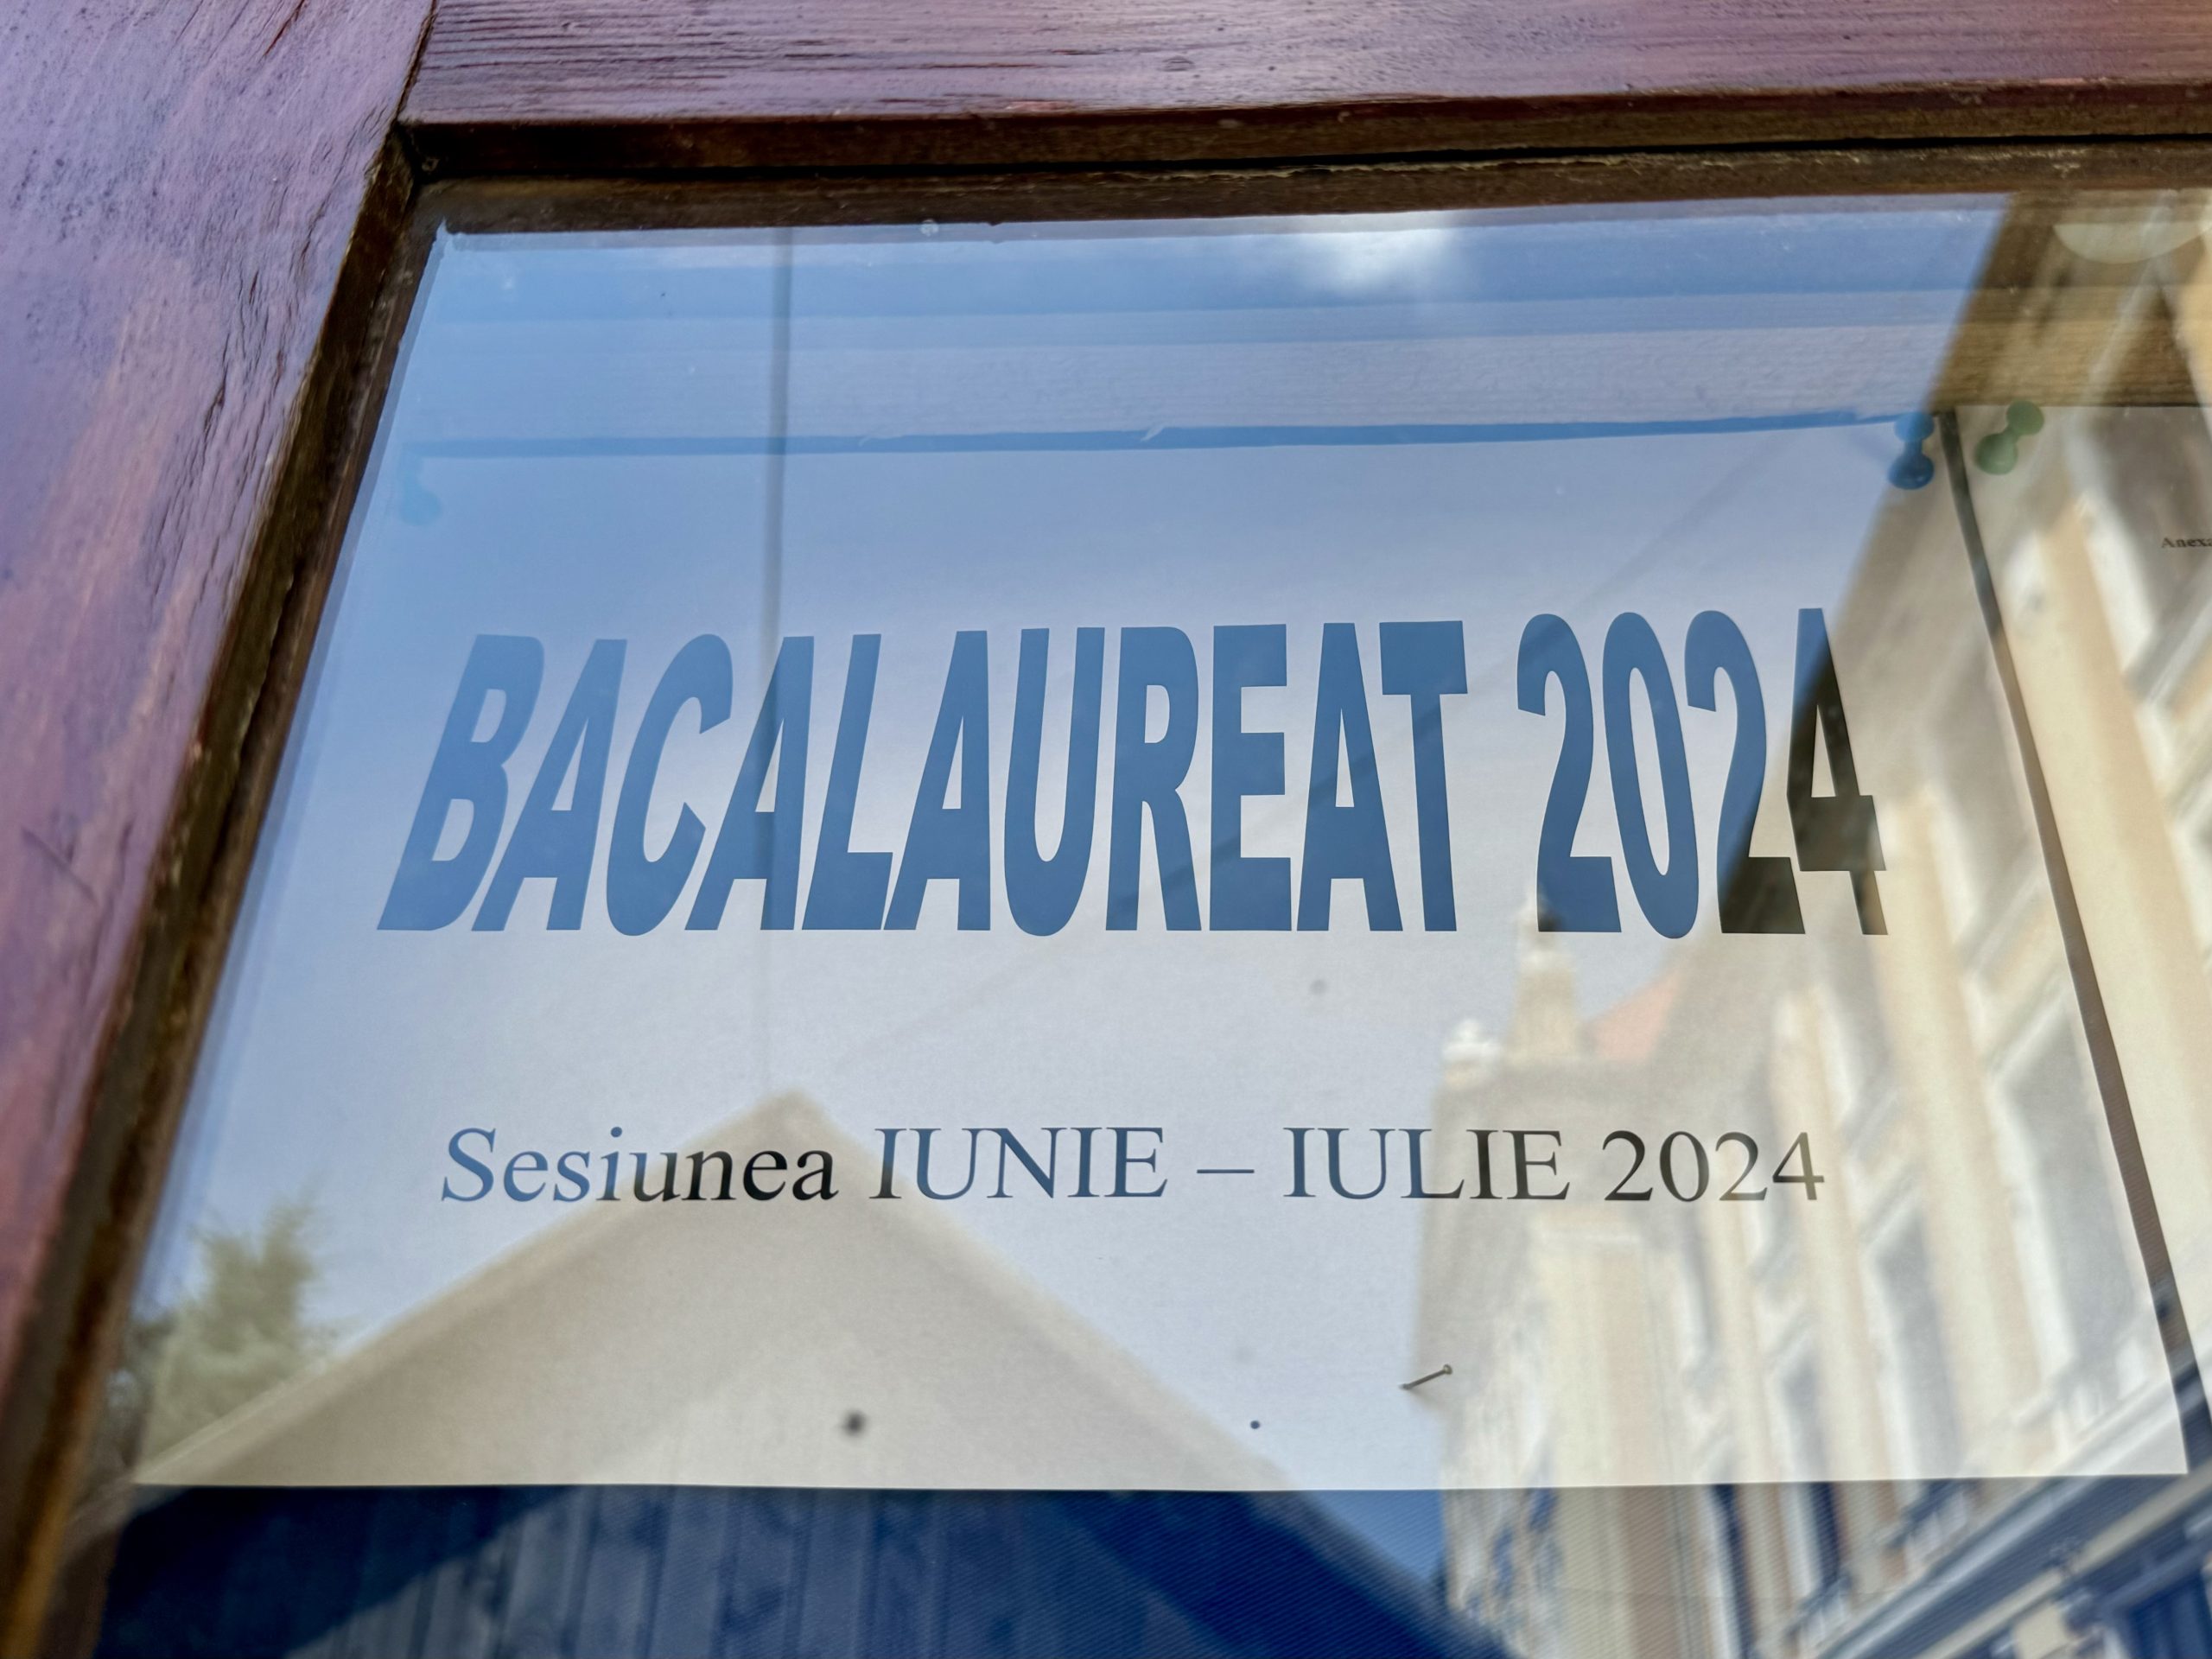 BACALAUREAT 2024
Sesiunea IUNIE – IULIE 2024